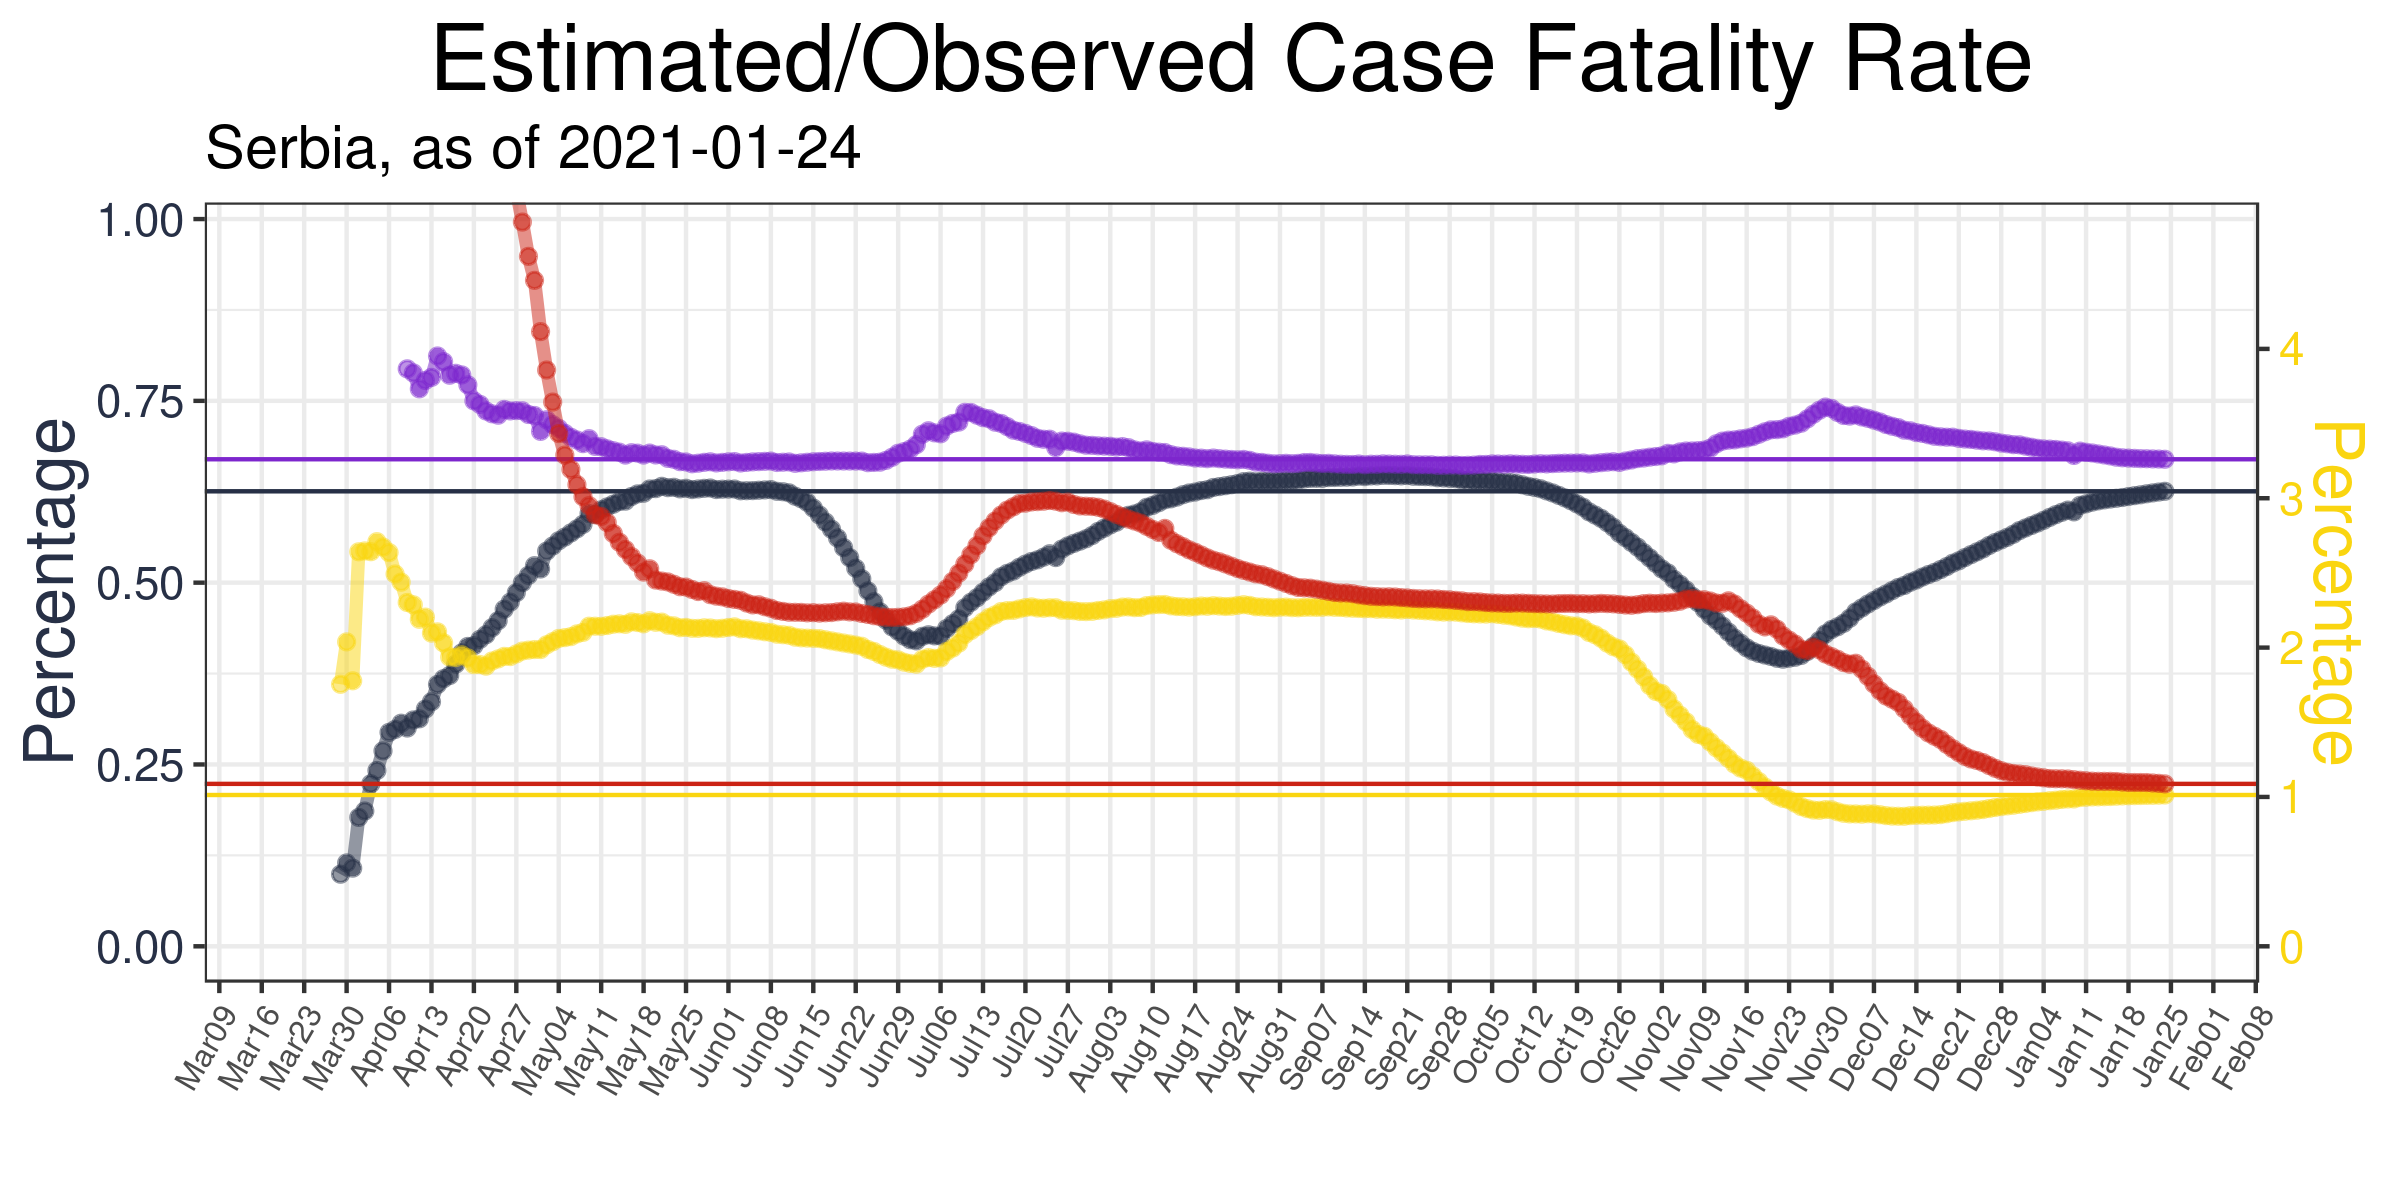 Estimated/Observed Case Fatality Rate
Serbia, as of 2021-01-24
Percentage
1.00
0.75
0.50
0.25
0.00
4
3
2
1
0
Percentage
Mar09
Mar16
Mar23
Mar30
Apr06
Apr13
Apr20
Apr27
May04
May11
May18
May25
Jun01
Jun08
Jun15
Jun22
Jun29
Jul06
Jul13
Jul20
Jul27
Aug03
Aug10
Aug17
Aug24
Aug31
Sep07
Sep14
Sep21
Sep28
Oct05
Oct12
Oct19
Oct26
Nov02
Nov09
Nov16
Nov23
Nov30
Dec07
Dec14
Dec21
Dec28
Jan04
Jan11
Jan18
Jan25
Feb01
Feb08